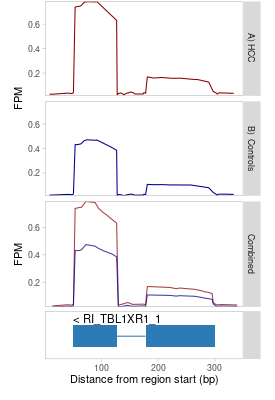 0.6
0.4
0.2
FPM
A) HCC
0.6
0.4
0.2
B) Controls
0.6
0.4
0.2
FPM
Combined
< RI_TBL1XR1_1
100 200 300
Distance from region start (bp)